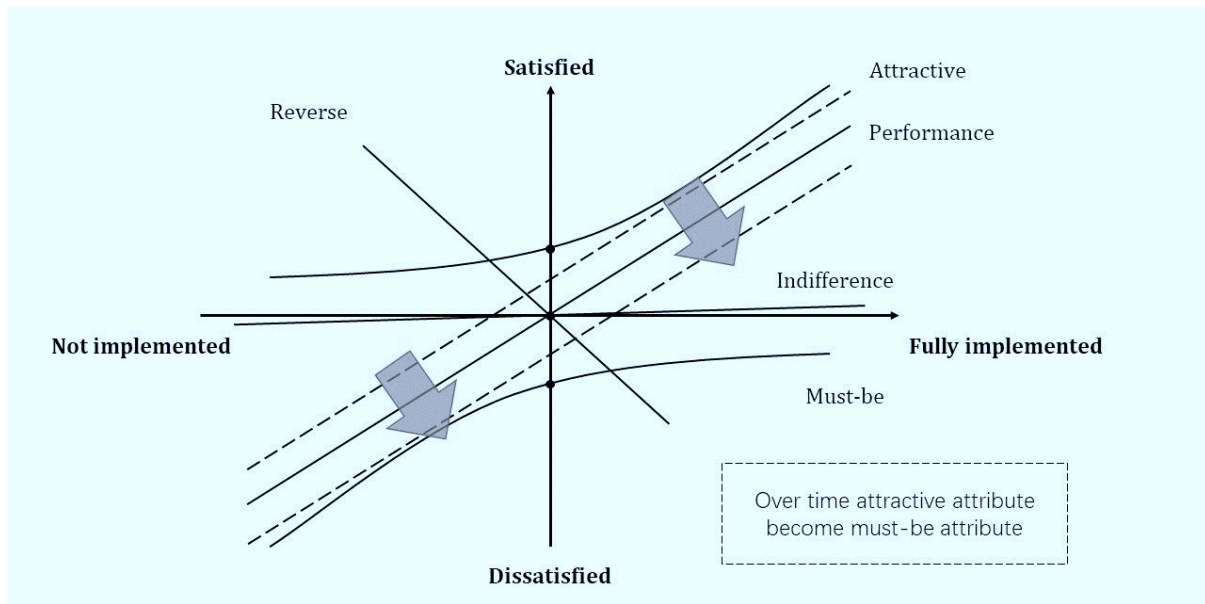 Satisfied
Attractive
Reverse
Performance
Indifference
Not implemented
Fully implemented
Must-be
Over time attractive attribute
become must-be attribute
Dissatisfied